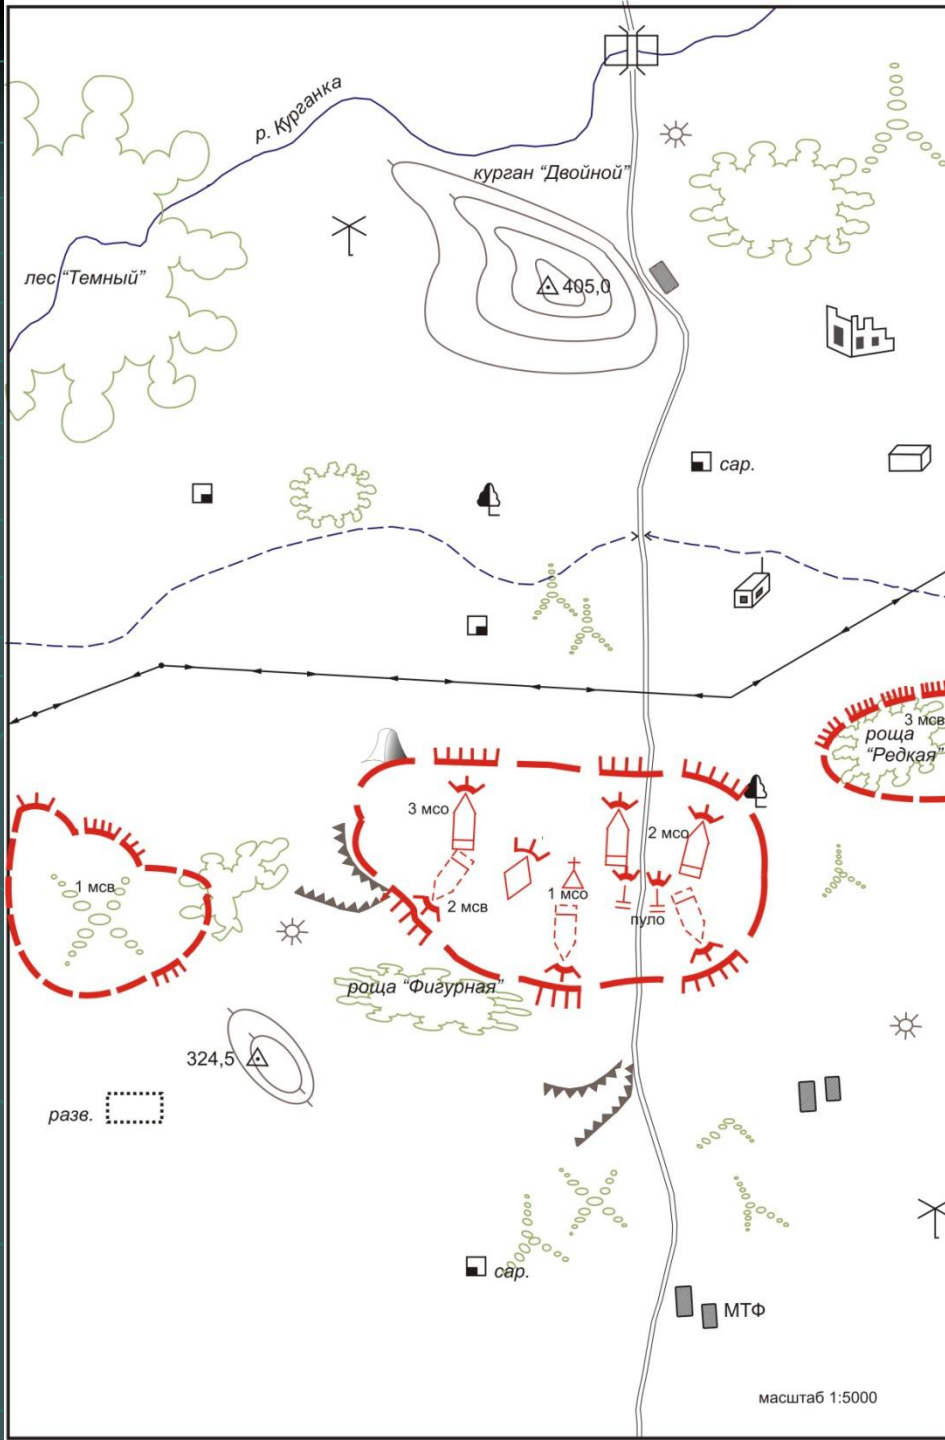 р. Курганка
курган “Двойной”
лес “Темный”
405,0
сар.
3 мсв
роща
“Редкая”
3 мсо
2 мсо
1 мсв
2 мсв
1 мсо
пуло
роща “Фигурная”
324,5
разв.
сар.
МТФ
масштаб 1:5000